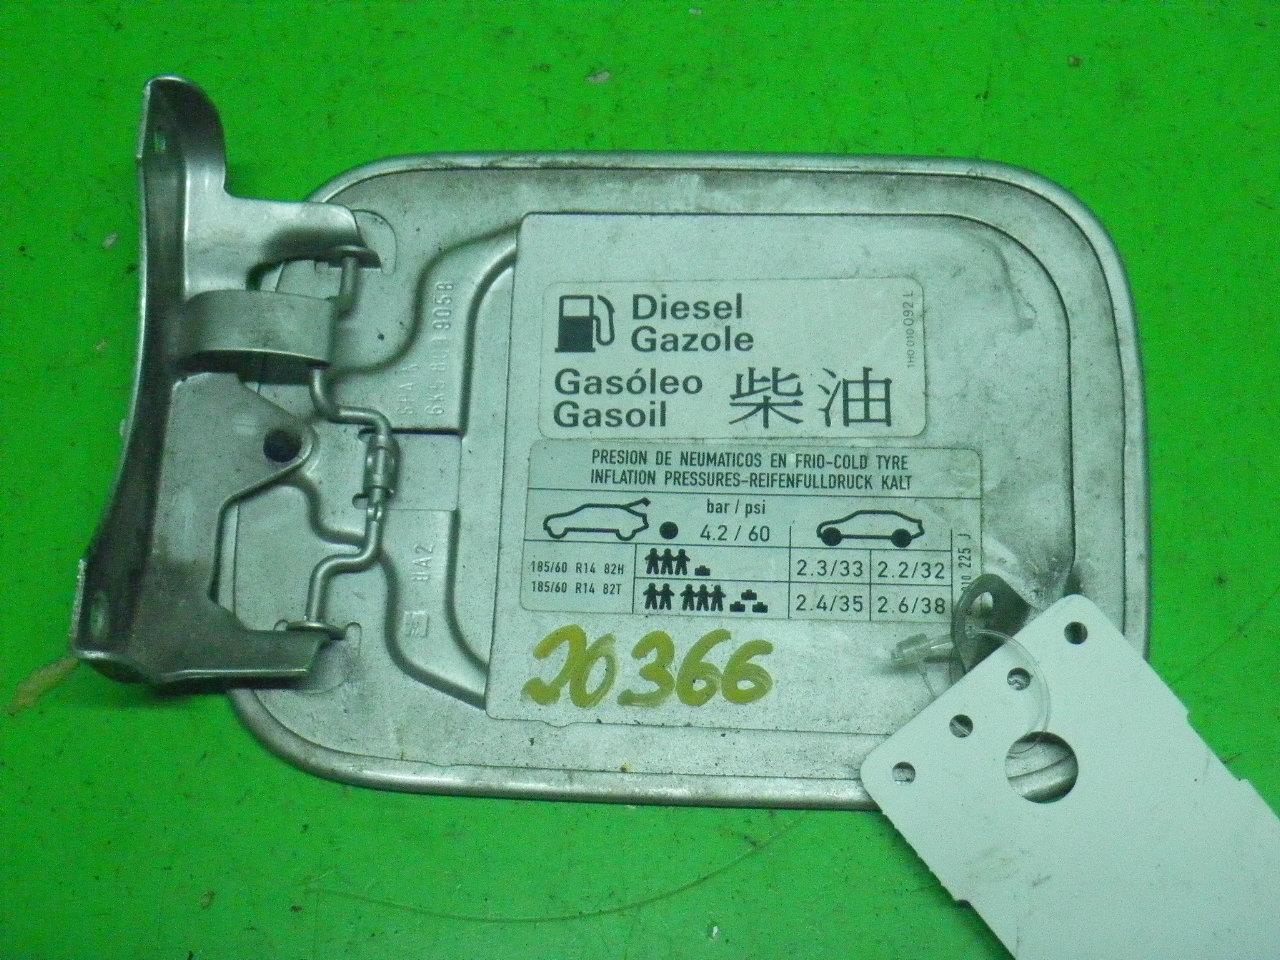 Diesel
Gazole
Gasóleo
Gasoil
柴油
1H0 010 092 L
PRESION DE NEUMATICOS EN FRIO-COLD TYRE
INFLATION PRESSURES-REIFENFULLDRUCK KALT
bar / psi
4.2 / 60
185/60 R14 82H
185/60 R14 82T
2.3/33 2.2/32
2.4/35 2.6/38
225 J
20366